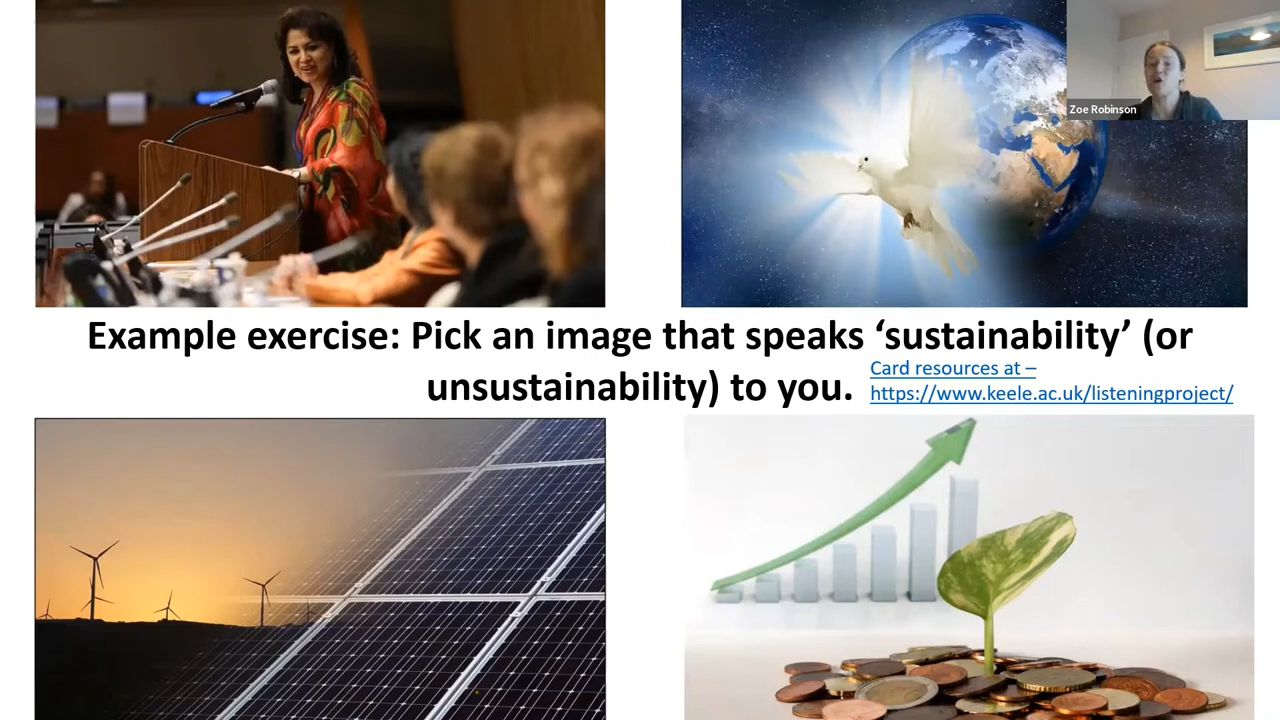 Zoe Robinson
Example exercise: Pick an image that speaks ‘sustainability’ (or
unsustainability) to you.
Card resources at –
https://www.keele.ac.uk/listeningproject/